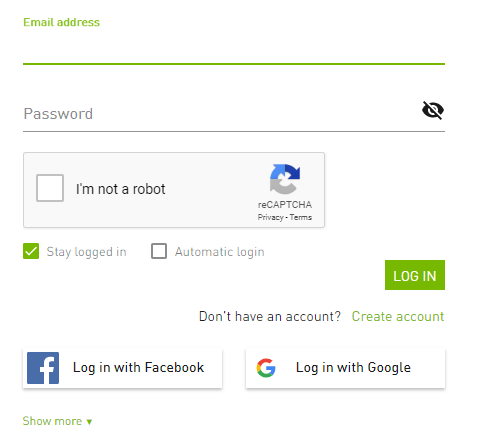 Email address
Password
I'm not a robot
reCAPTCHA
Privacy - Terms
Stay logged in
Automatic login
LOG IN
Don't have an account? Create account
Log in with Facebook
Log in with Google
Show more ▼